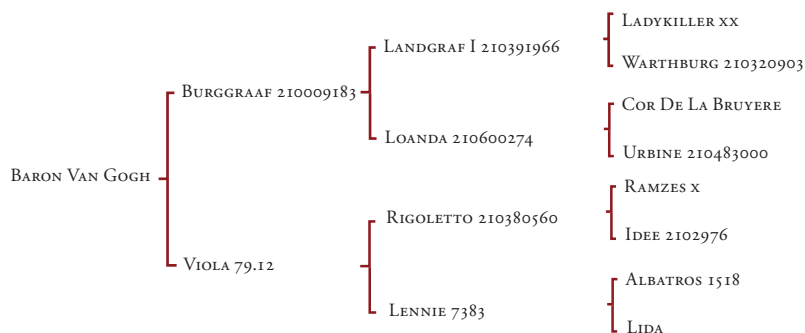 Ladykiller xx
Landgraf I 210391966
Warthburg 210320903
Burggraaf 210009183
Cor De La Bruyere
Loanda 210600274
Urbine 210483000
Baron Van Gogh
Ramzes x
Rigoletto 210380560
Idee 2102976
Viola 79.12
Albatros 1518
Lennie 7383
Lida